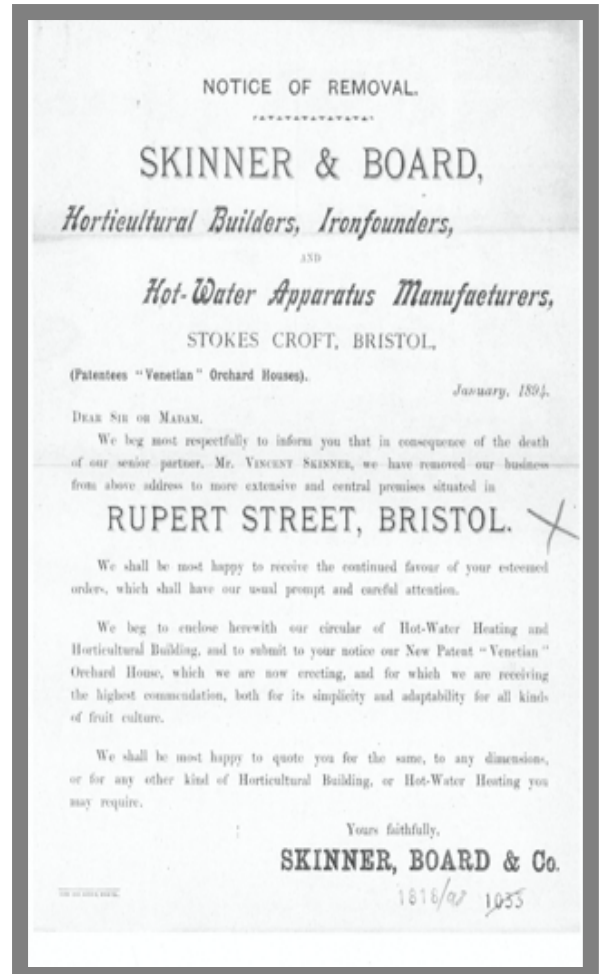 NOTICE OF REMOVAL.
SKINNER & BOARD,
Horticultural Builders, Ironfounders,
AND
Hot-Water Apparatus Manufacturers,
STOKES CROFT, BRISTOL,
(Patentees "Venetian" Orchard Houses).
January, 1894.
DEAR SIR OR MADAM.
We beg most respectfully to inform you that in consequence of the death
of our senior partner, MR. VINCENT SKINNER, we have removed our business
from above address to more extensive and central premises situated in
RUPERT STREET, BRISTOL.
We shall be most happy to receive the continued favour of your esteemed
orders, which shall have our usual prompt and careful attention.
We beg to enclose herewith our circular of Hot-Water Heating and
Horticultural Building, and to submit to your notice our New Patent "Venetian"
Orchard House, which we are now erecting, and for which we are receiving
the highest commendation, both for its simplicity and adaptability for all kinds
of fruit culture.
We shall be most happy to quote you for the same, to any dimensions,
or for any other kind of Horticultural Building, or Hot-Water Heating you
may require.
Yours faithfully,
SKINNER, BOARD & Co.
1033